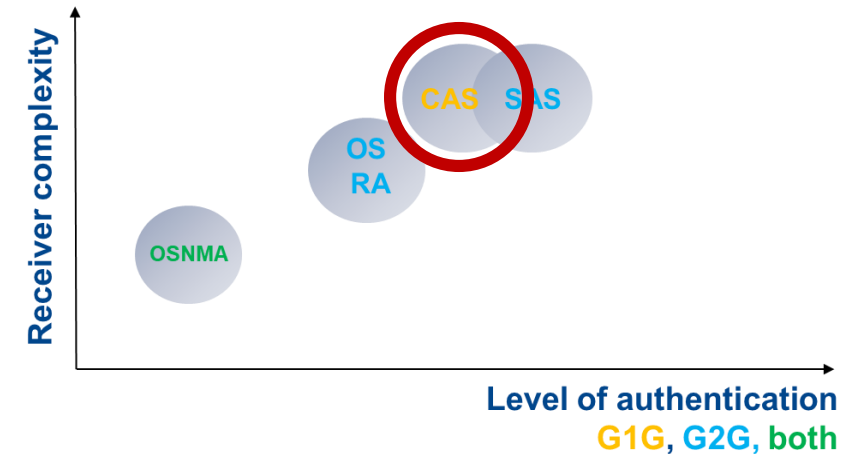 Receiver complexity
CAS
SAS
OS
RA
OSNMA
Level of authentication
G1G, G2G, both